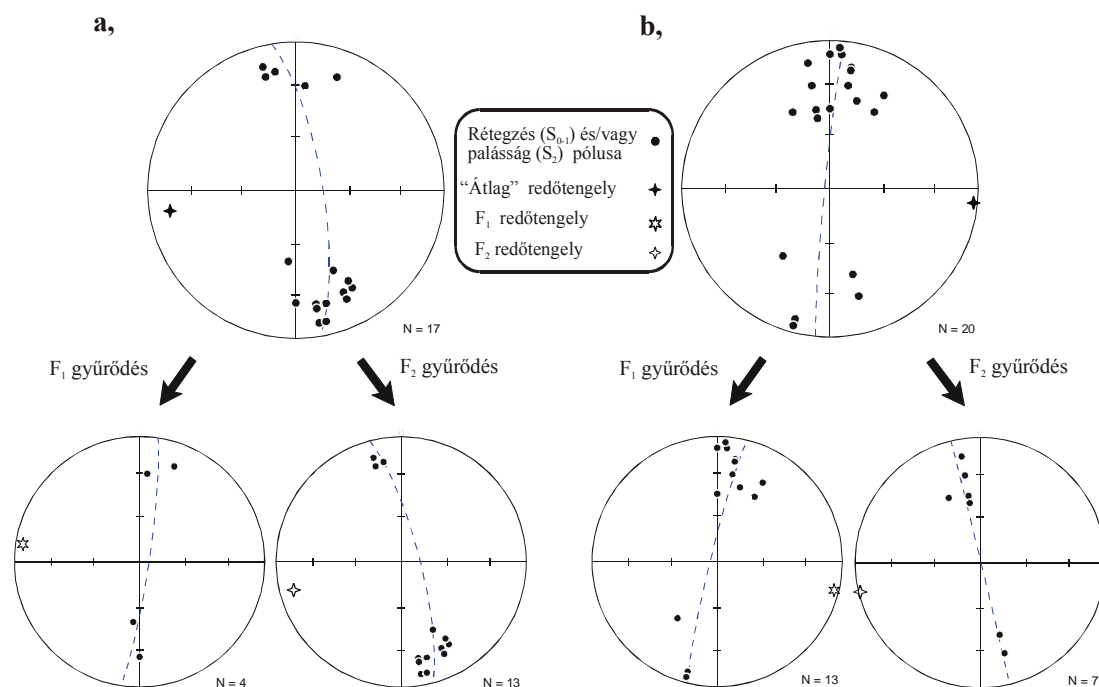 a,
b,
Rétegzés (S0-1) és/vagy
palásság (S2) pólusa
“Átlag” redőtengely
F1 redőtengely
F2 redőtengely
N = 17
N = 20
F1 gyűrődés
F2 gyűrődés
F1 gyűrődés
F2 gyűrődés
N = 4
N = 13
N = 13
N = 7